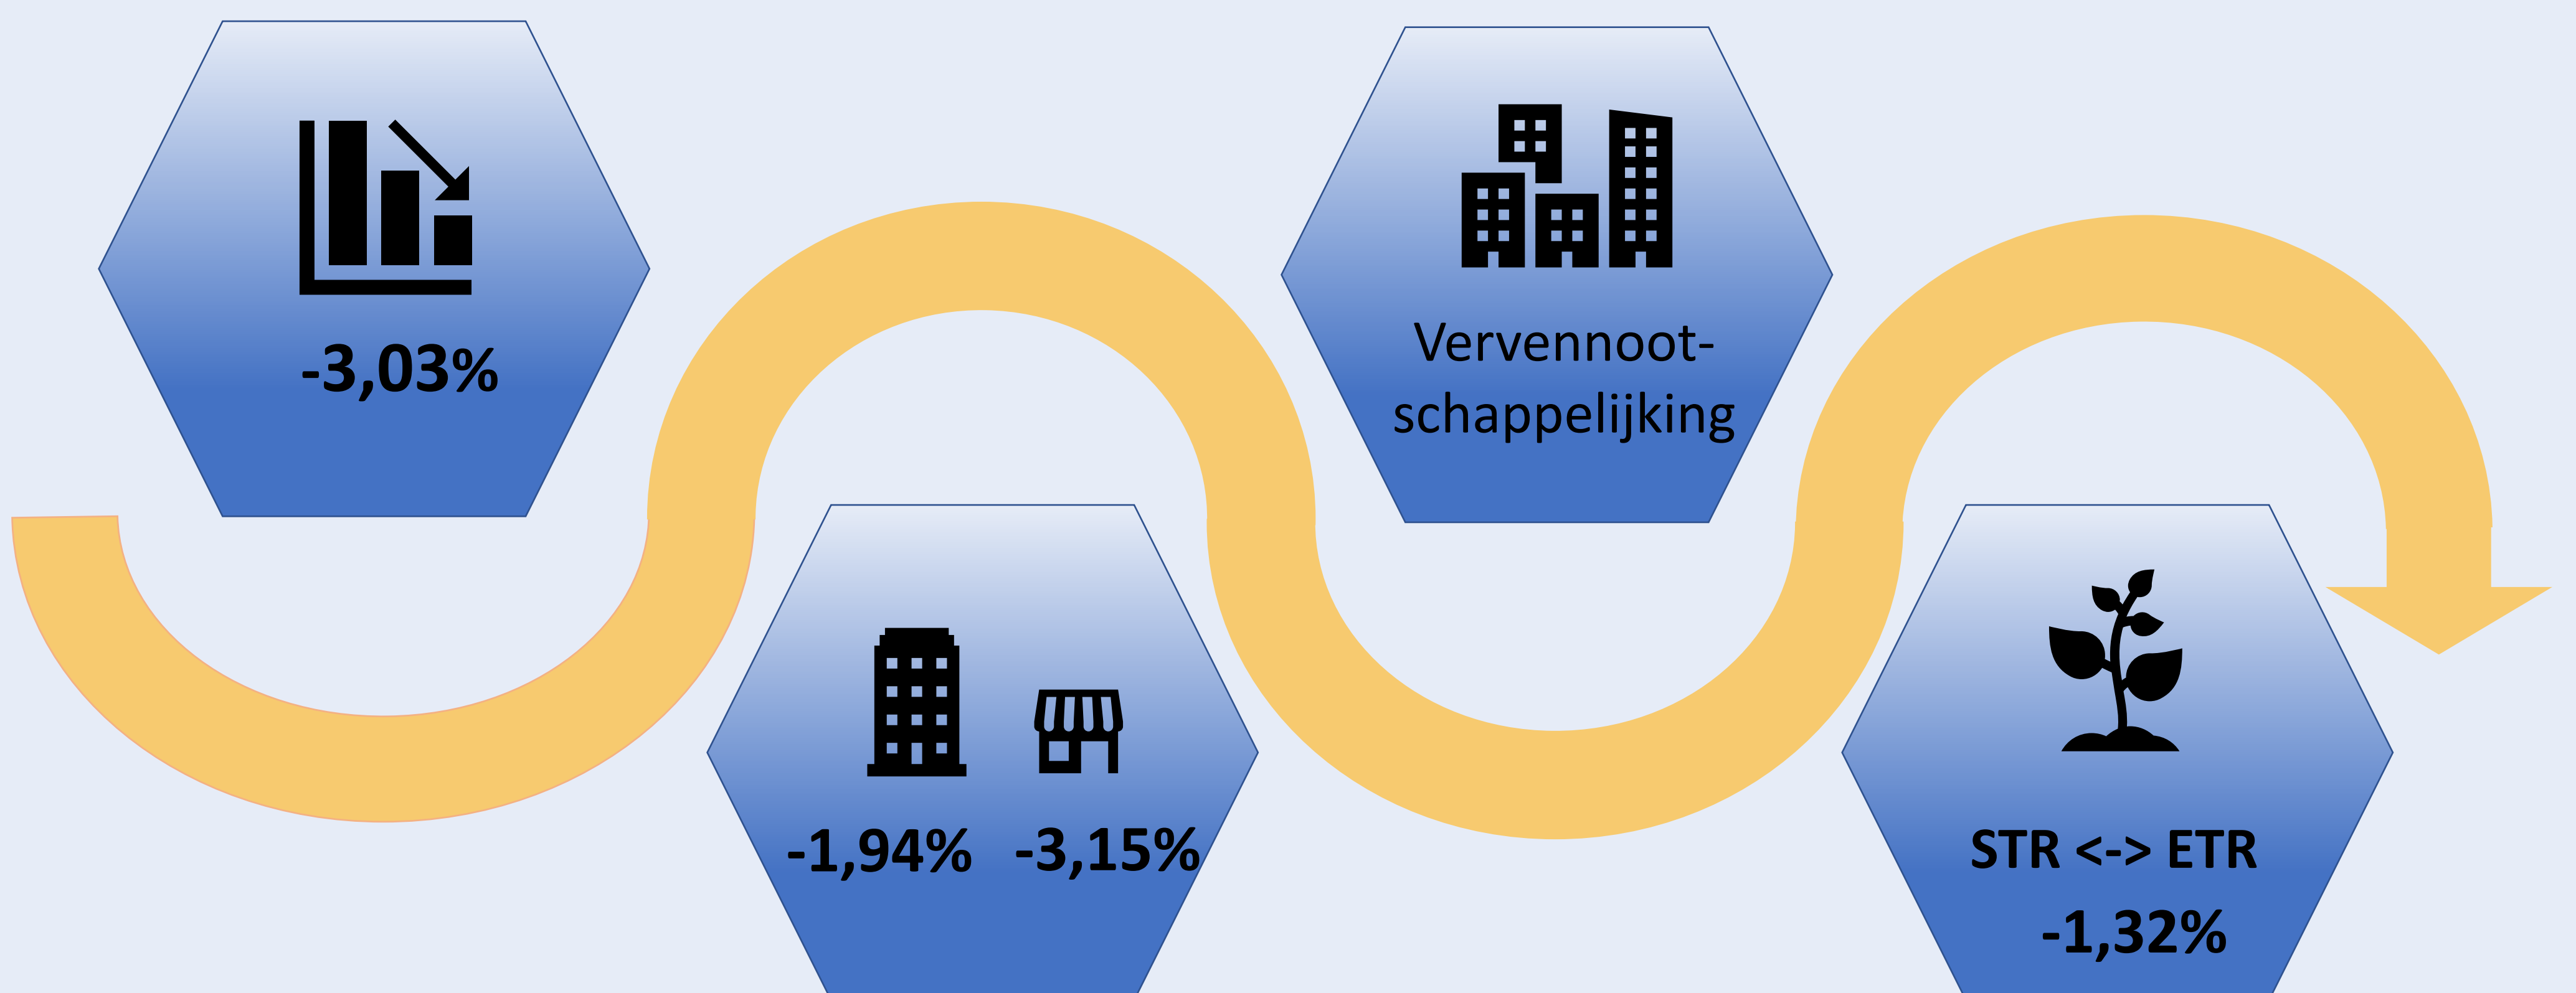 -3,03%
-1,94% -3,15%
Vervennoot-
schappelijking
STR <-> ETR
-1,32%